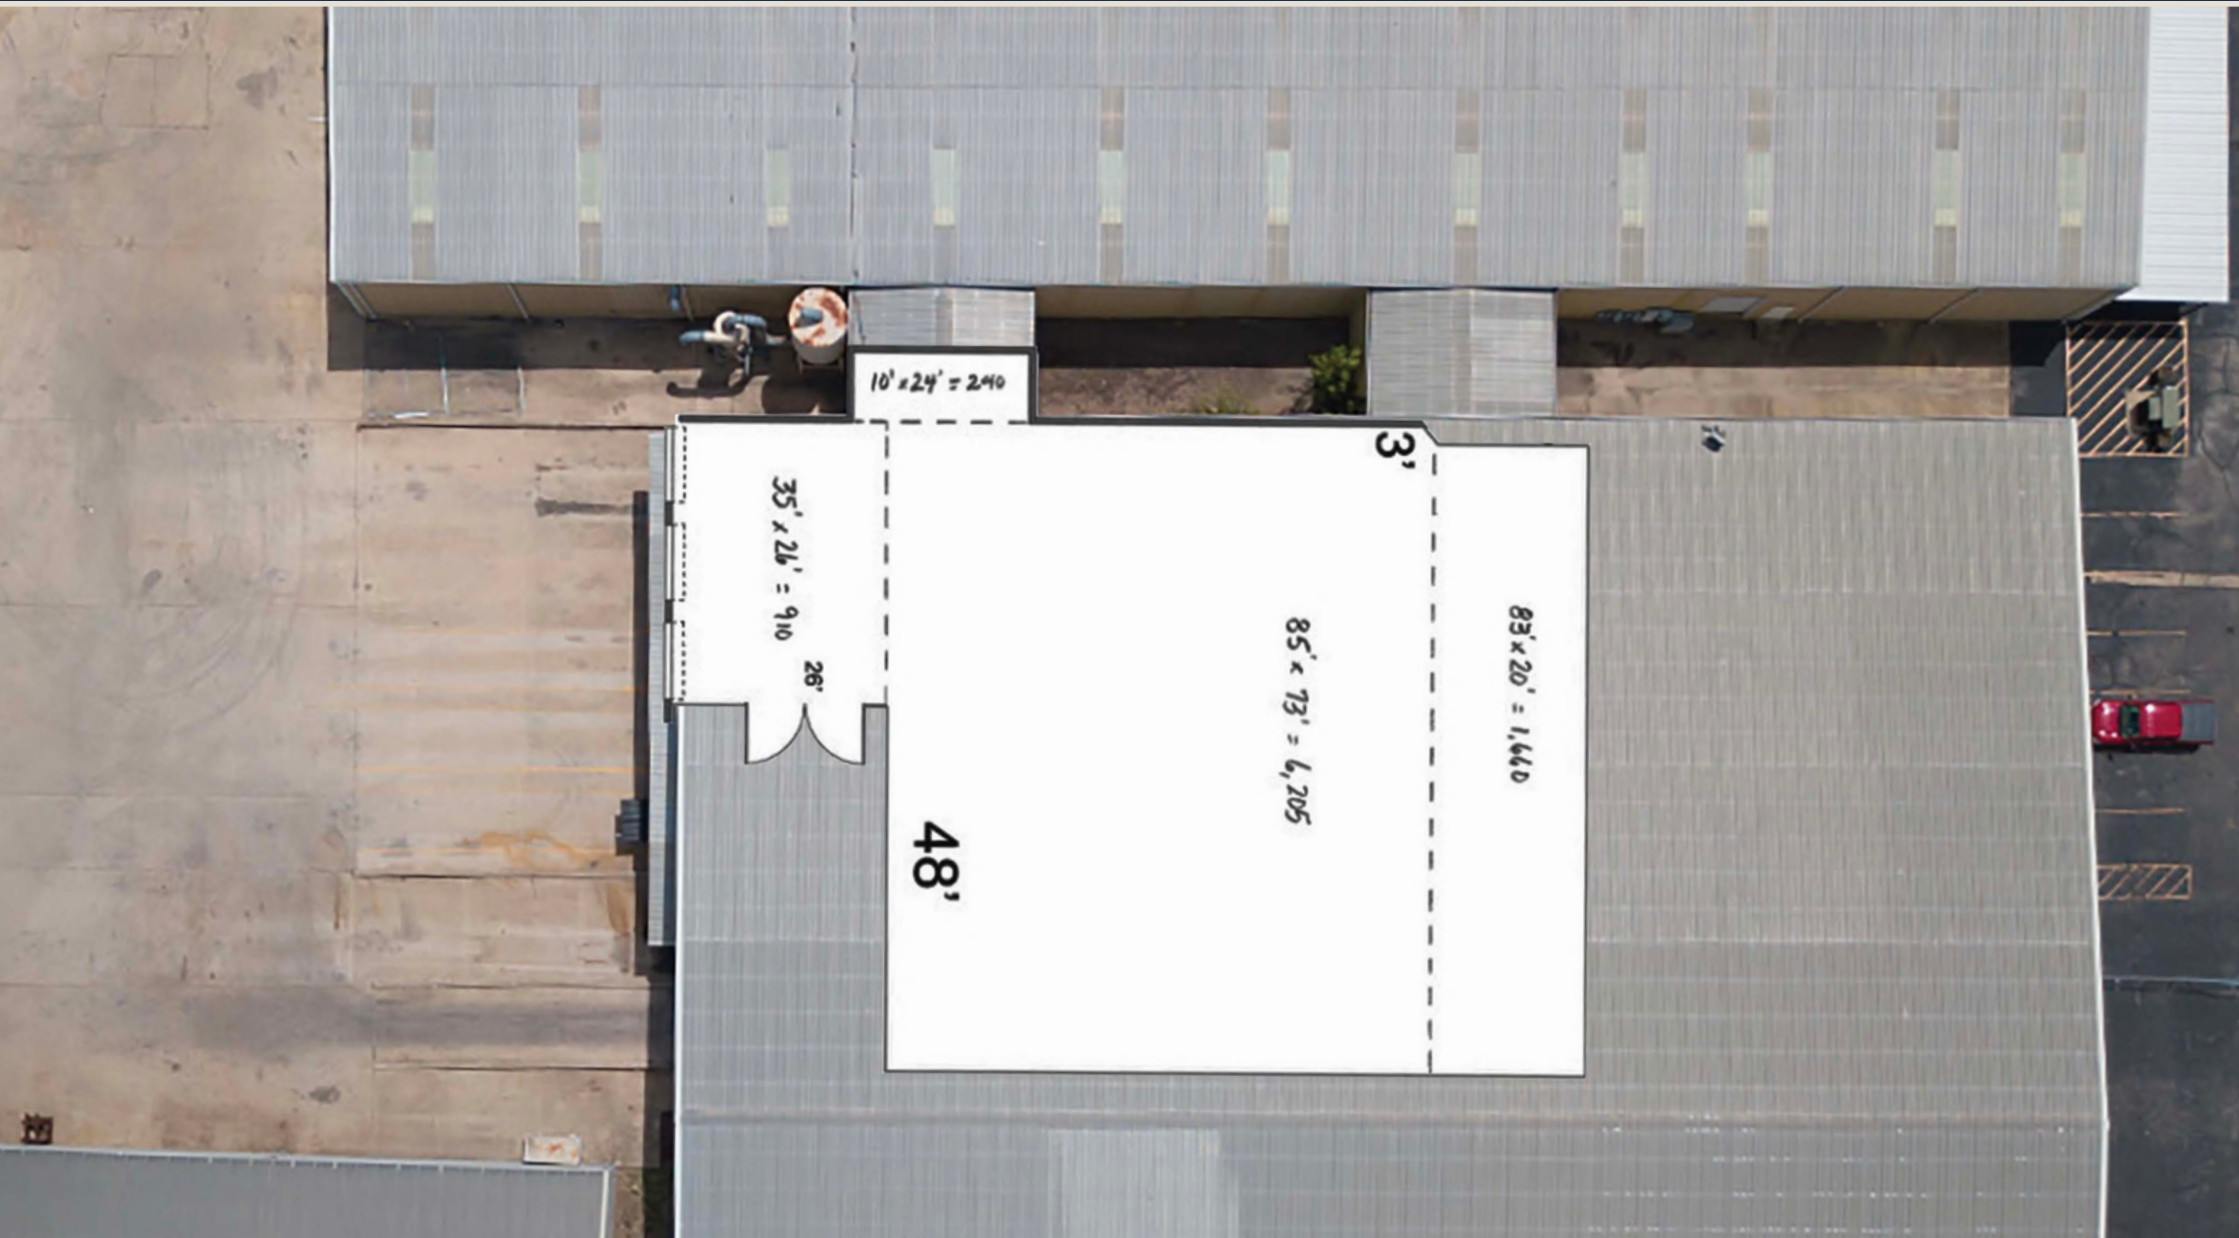 10' x 24' = 240
3'
35' x 26' = 910
26'
85' x 73' = 6,205
83' x 20' = 1,660
48'